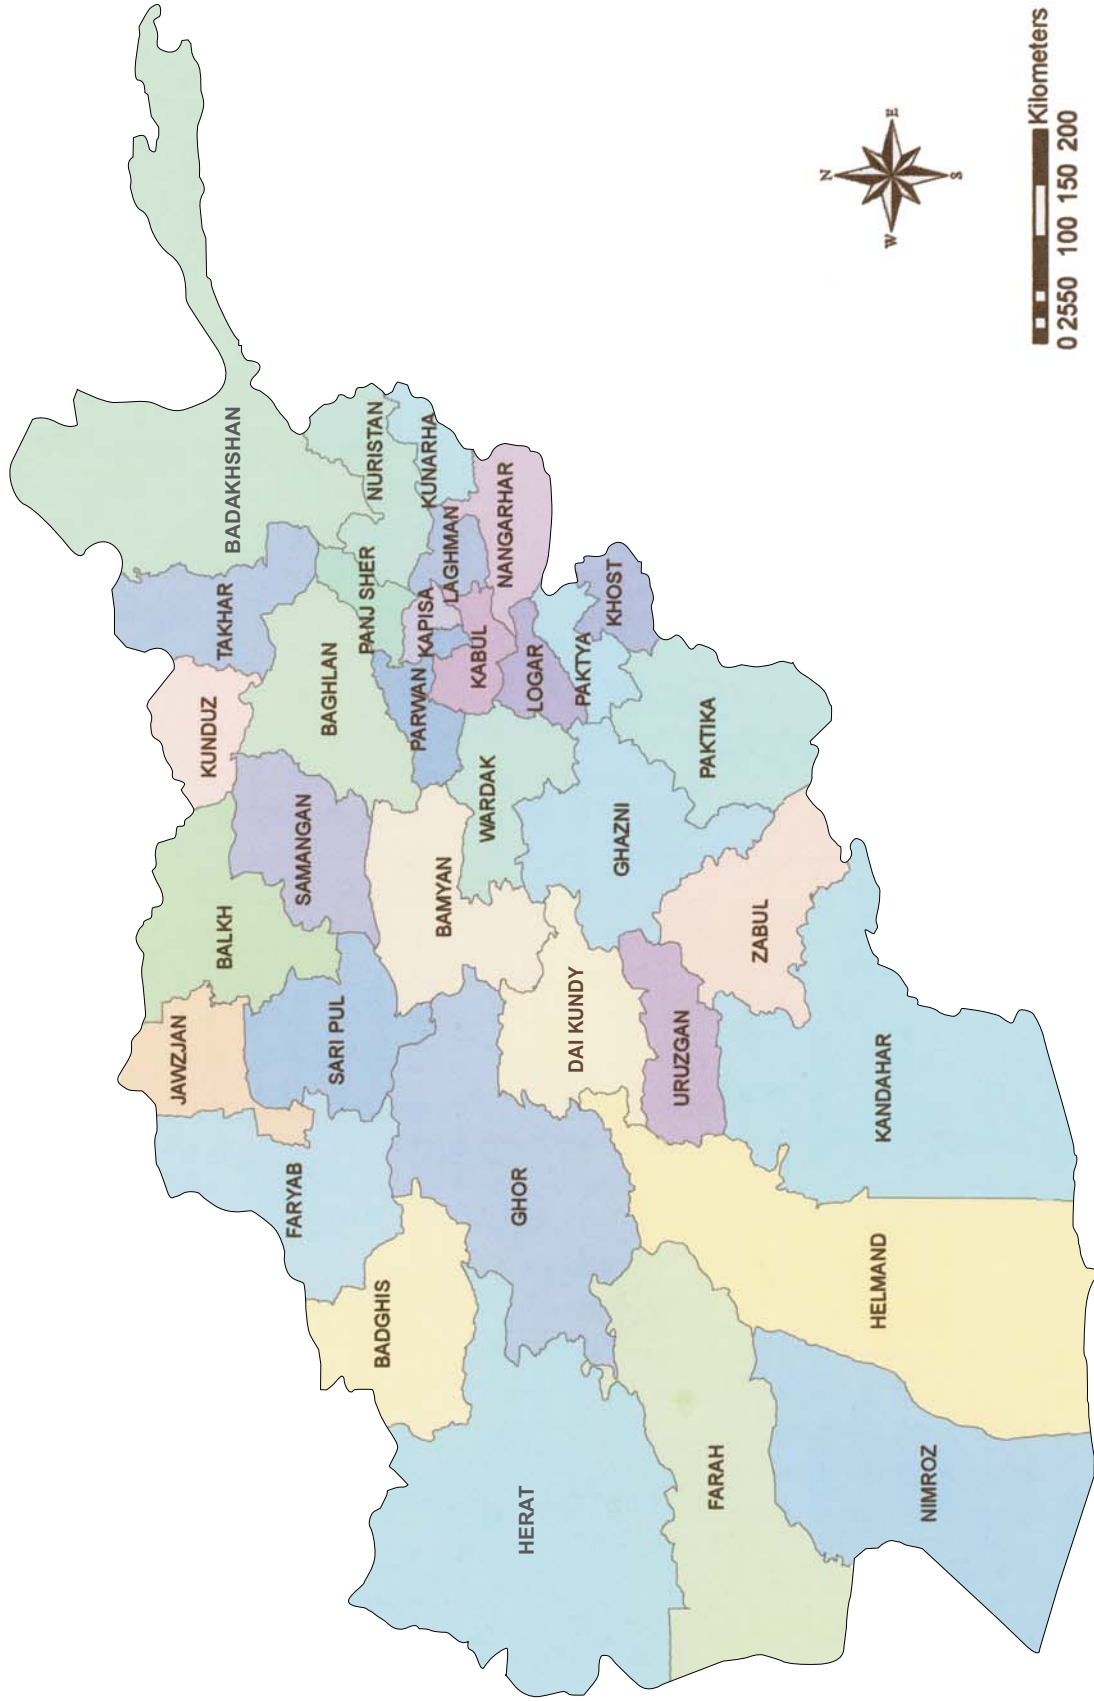 BADAKHSHAN
TAKHAR
KUNDUZ
BALKH
JAWZJAN
FARYAB
SARI PUL
SAMANGAN
BAGHLAN
PANJ SHER
NURISTAN
KUNARHA
LAGHMAN
KAPISA
PARWAN
KABUL
NANGARHAR
LOGAR
WARDAK
BAMYAN
BADGHIS
HERAT
GHOR
DAI KUNDY
GHAZNI
PAKTYA
KHOST
PAKTIKA
URUZGAN
ZABUL
FARAH
KANDAHAR
HELMAND
NIMROZ
N
W
E
S
Kilometers
0 2550 100 150 200